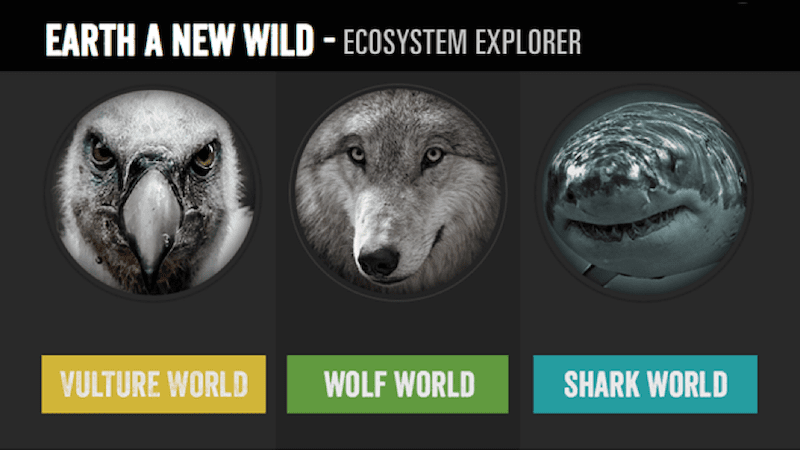 EARTH A NEW WILD - ECOSYSTEM EXPLORER
VULTURE WORLD
WOLF WORLD
SHARK WORLD